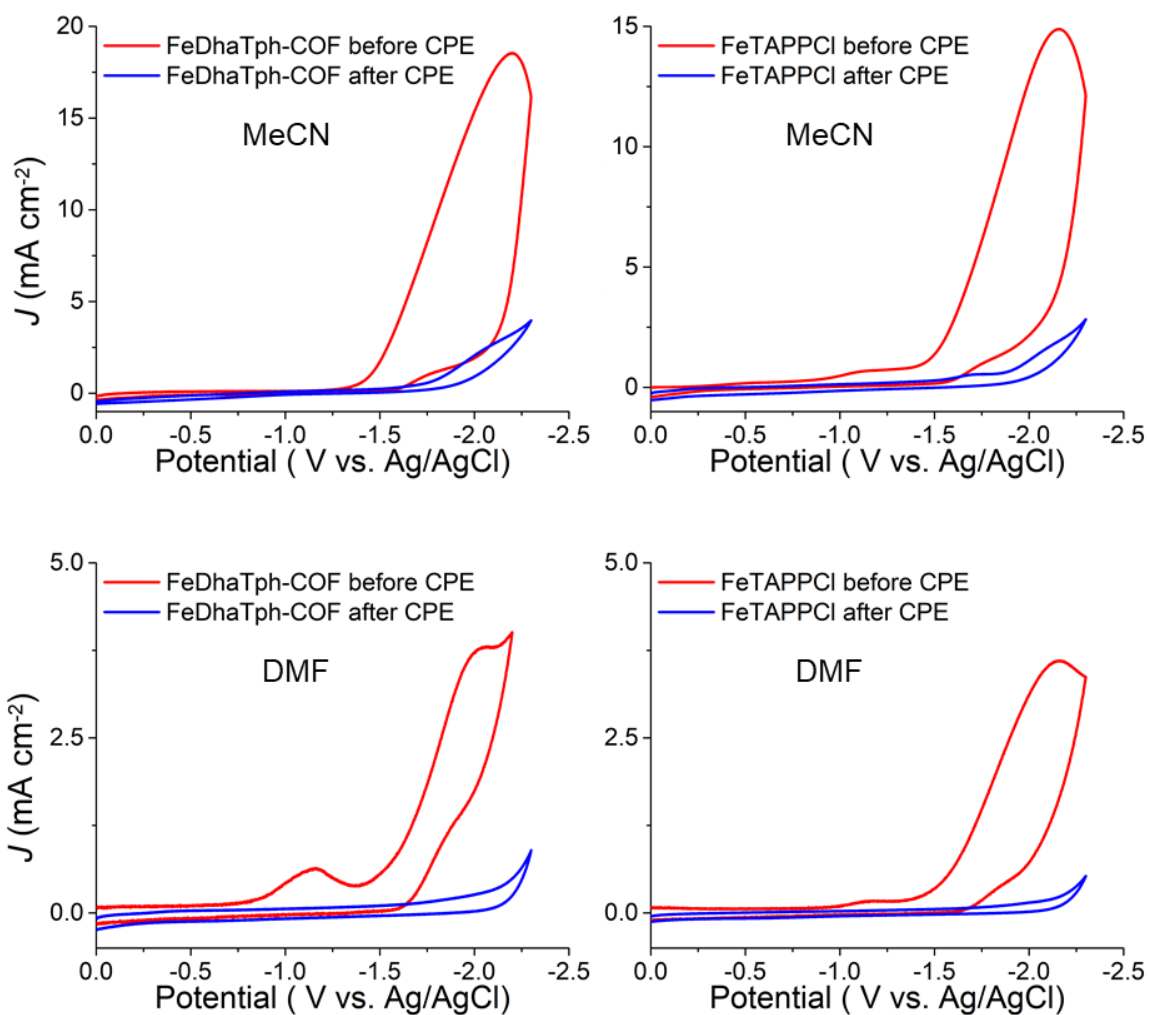 20
15
10
5
0
FeDhaTph-COF before CPE
FeDhaTph-COF after CPE
MeCN
J (mA cm-2)
0.0 -0.5 -1.0 -1.5 -2.0 -2.5
Potential ( V vs. Ag/AgCl)
15
10
5
0
FeTAPPCl before CPE
FeTAPPCl after CPE
MeCN
0.0 -0.5 -1.0 -1.5 -2.0 -2.5
Potential ( V vs. Ag/AgCl)
5.0
2.5
0.0
FeDhaTph-COF before CPE
FeDhaTph-COF after CPE
DMF
J (mA cm-2)
0.0 -0.5 -1.0 -1.5 -2.0 -2.5
Potential ( V vs. Ag/AgCl)
5.0
2.5
0.0
FeTAPPCl before CPE
FeTAPPCl after CPE
DMF
0.0 -0.5 -1.0 -1.5 -2.0 -2.5
Potential ( V vs. Ag/AgCl)